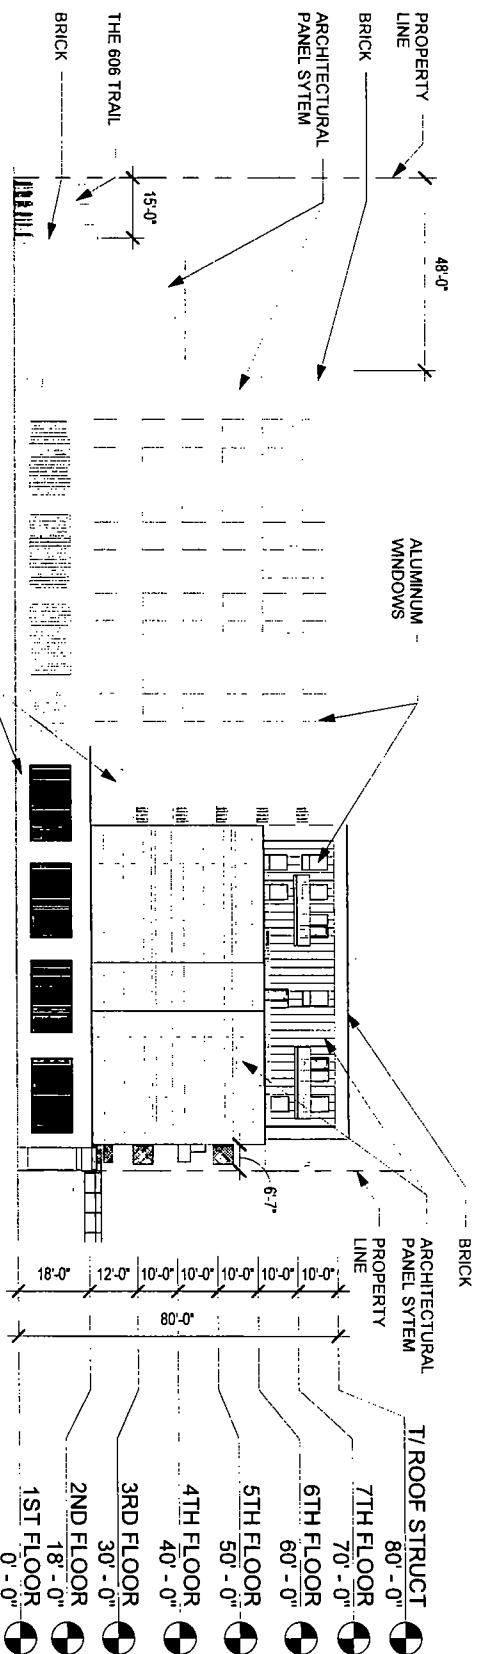 PROPERTY
LINE
BRICK
ARCHITECTURAL
PANEL SYTEM
THE 606 TRAIL
BRICK
48'-0"
15'-0"
ALUMINUM
WINDOWS
BRICK
ARCHITECTURAL
PANEL SYTEM
PROPERTY
LINE
6'-7"
10'-0"
10'-0"
10'-0"
10'-0"
10'-0"
12'-0"
18'-0"
80'-0"
T/ ROOF STRUCT
80' - 0"
7TH FLOOR
70' - 0"
6TH FLOOR
60' - 0"
5TH FLOOR
50' - 0"
4TH FLOOR
40' - 0"
3RD FLOOR
30' - 0"
2ND FLOOR
18' - 0"
1ST FLOOR
0' - 0"